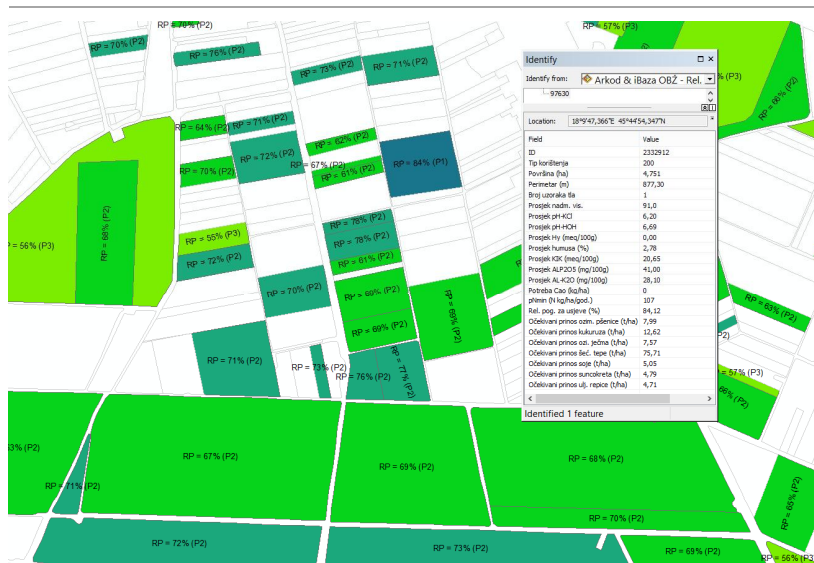 RP = 70% (P2)
RP = 57% (P3)
RP = 70% (P2)
RP = 76% (P2)
RP = 73% (P2)
RP = 71% (P2)
% (P3)
RP = 66% (P2)
RP = 64% (P2)
RP = 71% (P2)
RP = 62% (P2)
RP = 72% (P2)
RP = 67% (P2)
RP = 70% (P2)
RP = 61% (P2)
RP = 84% (P1)
RP = 68% (P2)
RP = 56% (P3)
RP = 55% (P3)
RP = 78% (P2)
RP = 78% (P2)
RP = 72% (P2)
RP = 61% (P2)
RP = 70% (P2)
RP = 69% (P2)
RP = 69% (P2)
RP = 69% (P2)
RP = 63% (P2)
P2)
RP = 71% (P2)
RP = 73% (P2)
RP = 76% (P2)
RP = 77% (P2)
= 57% (P3)
66% (P2)
53% (P2)
RP = 67% (P2)
RP = 69% (P2)
RP = 68% (P2)
RP = 71% (P2)
RP = 65% (P2)
RP = 70% (P2)
RP = 72% (P2)
RP = 73% (P2)
RP = 69% (P2)
RP = 56% (P3)
Identify
Identify from: Arkod & iBaza OBŽ - Rel.
97630
Location: 18°9'47,366"E 45°44'54,347"N
Field Value
ID 2332912
Tip korištenja 200
Površina (ha) 4,751
Perimetar (m) 877,30
Broj uzoraka tla 1
Prosjek nadm. vis. 91,0
Prosjek pH-KCl 6,20
Prosjek pH-HOH 6,69
Prosjek Hy (meq/100g) 0,00
Prosjek humusa (%) 2,78
Prosjek KIK (meq/100g) 20,65
Prosjek ALP2O5 (mg/100g) 41,00
Prosjek AL-K2O (mg/100g) 28,10
Potreba Cao (kg/ha) 0
pNmin (N kg/ha/god.) 107
Rel. pog. za usjeve (%) 84,12
Očekivani prinos ozim. pšenice (t/ha) 7,99
Očekivani prinos kukuruza (t/ha) 12,62
Očekivani prinos ozi. ječma (t/ha) 7,57
Očekivani prinos šeć. tepe (t/ha) 75,71
Očekivani prinos soje (t/ha) 5,05
Očekivani prinos suncokreta (t/ha) 4,79
Očekivani prinos ulj. repice (t/ha) 4,71
Identified 1 feature